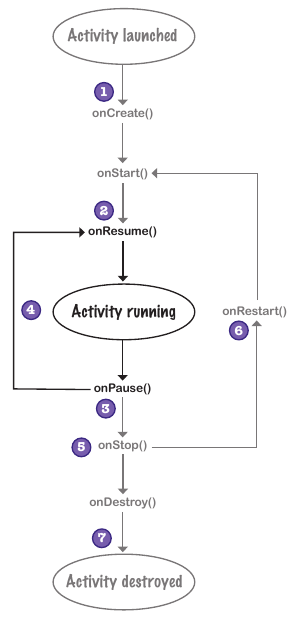 Activity launched
1
onCreate()
onStart()
2
onResume()
4
Activity running
onRestart()
6
onPause()
3
5
onStop()
onDestroy()
7
Activity destroyed